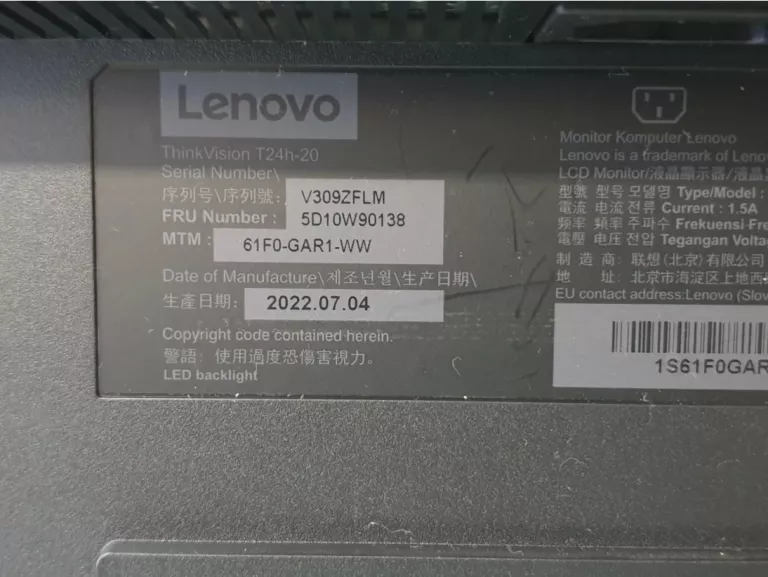 Lenovo
ThinkVision T24h-20
Serial Number\
序列号\序列號: V309ZFLM
FRU Number : 5D10W90138
MTM : 61F0-GAR1-WW
Date of Manufacture\제조년월\生产日期\
生產日期: 2022.07.04
Copyright code contained herein.
警語: 使用過度恐傷害視力。
LED backlight
Monitor Komputer Lenovo
Lenovo is a trademark of Leno
LCD Monitor/液晶顯示器/液晶
型號 型号 모델명 Type/Model :
電流 电流 전류 Current : 1.5A
頻率 频率 주파수 Frekuensi Fre
電壓 电压 전압 Tegangan Volta
制 造 商: 联想(北京)有限公司
地 址: 北京市海淀区上地西
EU contact address:Lenovo (Slov
1S61F0GAR